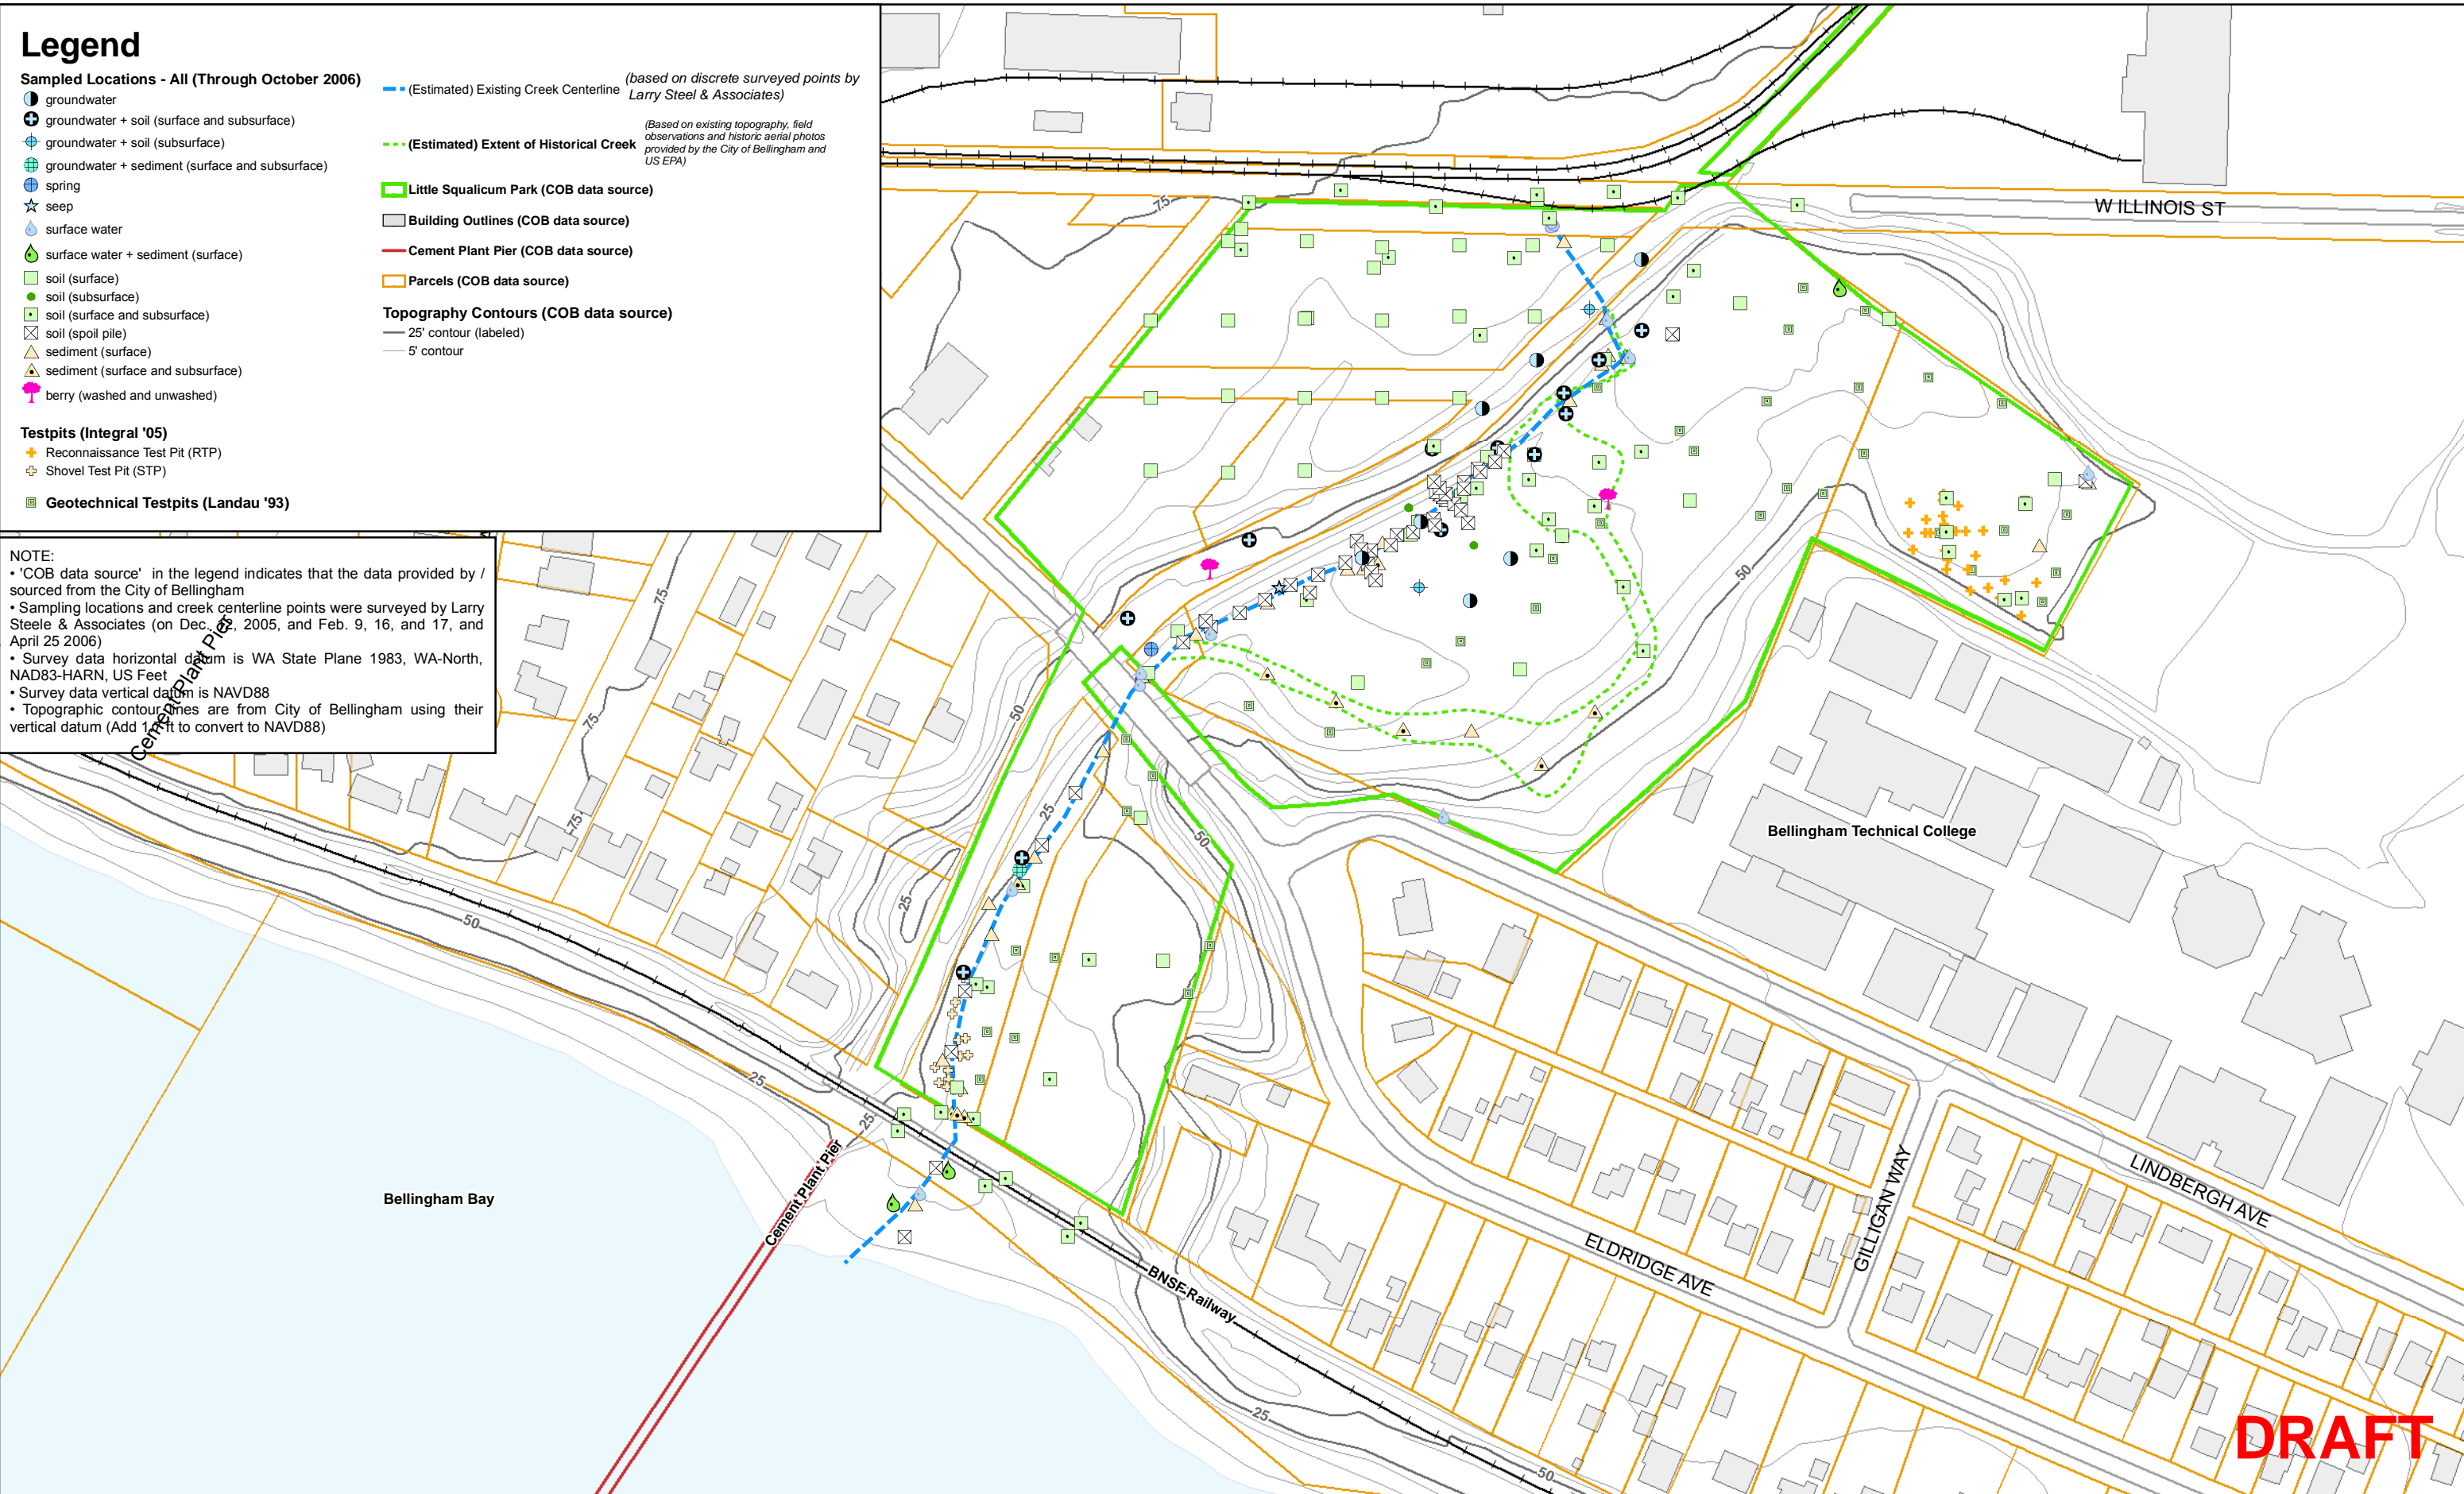 Legend
Sampled Locations - All (Through October 2006)
groundwater
groundwater + soil (surface and subsurface)
groundwater + soil (subsurface)
groundwater + sediment (surface and subsurface)
spring
seep
surface water
surface water + sediment (surface)
soil (surface)
soil (subsurface)
soil (surface and subsurface)
soil (spoil pile)
sediment (surface)
sediment (surface and subsurface)
berry (washed and unwashed)
Testpits (Integral '05)
Reconnaissance Test Pit (RTP)
Shovel Test Pit (STP)
Geotechnical Testpits (Landau '93)
(Estimated) Existing Creek Centerline
(based on discrete surveyed points by
Larry Steel & Associates)
(Estimated) Extent of Historical Creek
(Based on existing topography, field
observations and historic aerial photos
provided by the City of Bellingham and
US EPA)
Little Squalicum Park (COB data source)
Building Outlines (COB data source)
Cement Plant Pier (COB data source)
Parcels (COB data source)
Topography Contours (COB data source)
25' contour (labeled)
5' contour
NOTE:
• 'COB data source' in the legend indicates that the data provided by /
sourced from the City of Bellingham
• Sampling locations and creek centerline points were surveyed by Larry
Steele & Associates (on Dec. 2, 2005, and Feb. 9, 16, and 17, and
April 25 2006)
• Survey data horizontal datum is WA State Plane 1983, WA-North,
NAD83-HARN, US Feet
• Survey data vertical datum is NAVD88
• Topographic contour lines are from City of Bellingham using their
vertical datum (Add ft to convert to NAVD88)
Cement Plant Pier
W ILLINOIS ST
75
75
75
75
50
50
50
50
50
25
25
25
25
25
Bellingham Technical College
Bellingham Bay
Cement Plant Pier
BNSF Railway
ELDRIDGE AVE
GILLIGAN WAY
LINDBERGH AVE
DRAFT